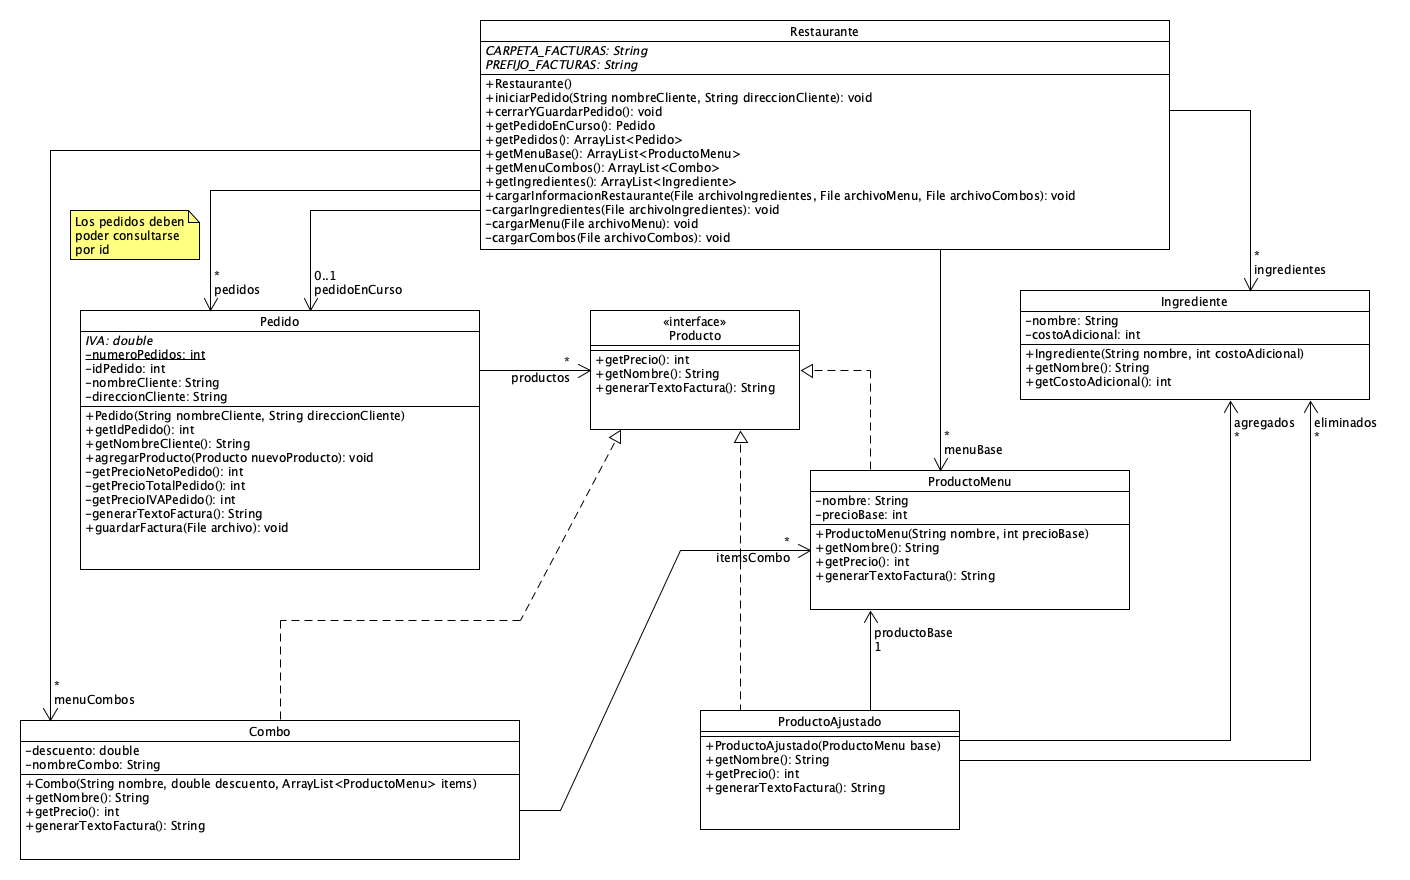 Restaurante
CARPETA_FACTURAS: String
PREFIJO_FACTURAS: String
+Restaurante()
+iniciarPedido(String nombreCliente, String direccionCliente): void
+cerrarYGuardarPedido(): void
+getPedidoEnCurso(): Pedido
+getPedidos(): ArrayList<Pedido>
+getMenuBase(): ArrayList<ProductoMenu>
+getMenuCombos(): ArrayList<Combo>
+getIngredientes(): ArrayList<Ingrediente>
+cargarInformacionRestaurante(File archivoIngredientes, File archivoMenu, File archivoCombos): void
-cargarIngredientes(File archivoIngredientes): void
-cargarMenu(File archivoMenu): void
-cargarCombos(File archivoCombos): void
Los pedidos deben
poder consultarse
por id
*
pedidos
0..1
pedidoEnCurso
*
ingredientes
Pedido
IVA: double
-numeroPedidos: int
-idPedido: int
-nombreCliente: String
-direccionCliente: String
+Pedido(String nombreCliente, String direccionCliente)
+getIdPedido(): int
+getNombreCliente(): String
+agregarProducto(Producto nuevoProducto): void
-getPrecioNetoPedido(): int
-getPrecioTotalPedido(): int
-getPrecioIVAPedido(): int
-generarTextoFactura(): String
+guardarFactura(File archivo): void
*
productos
«interface»
Producto
+getPrecio(): int
+getNombre(): String
+generarTextoFactura(): String
Ingrediente
-nombre: String
-costoAdicional: int
+Ingrediente(String nombre, int costoAdicional)
+getNombre(): String
+getCostoAdicional(): int
agregados
*
eliminados
*
*
menuBase
ProductoMenu
-nombre: String
-precioBase: int
+ProductoMenu(String nombre, int precioBase)
+getNombre(): String
+getPrecio(): int
+generarTextoFactura(): String
*
itemsCombo
productoBase
1
*
menuCombos
Combo
-descuento: double
-nombreCombo: String
+Combo(String nombre, double descuento, ArrayList<ProductoMenu> items)
+getNombre(): String
+getPrecio(): int
+generarTextoFactura(): String
ProductoAjustado
+ProductoAjustado(ProductoMenu base)
+getNombre(): String
+getPrecio(): int
+generarTextoFactura(): String